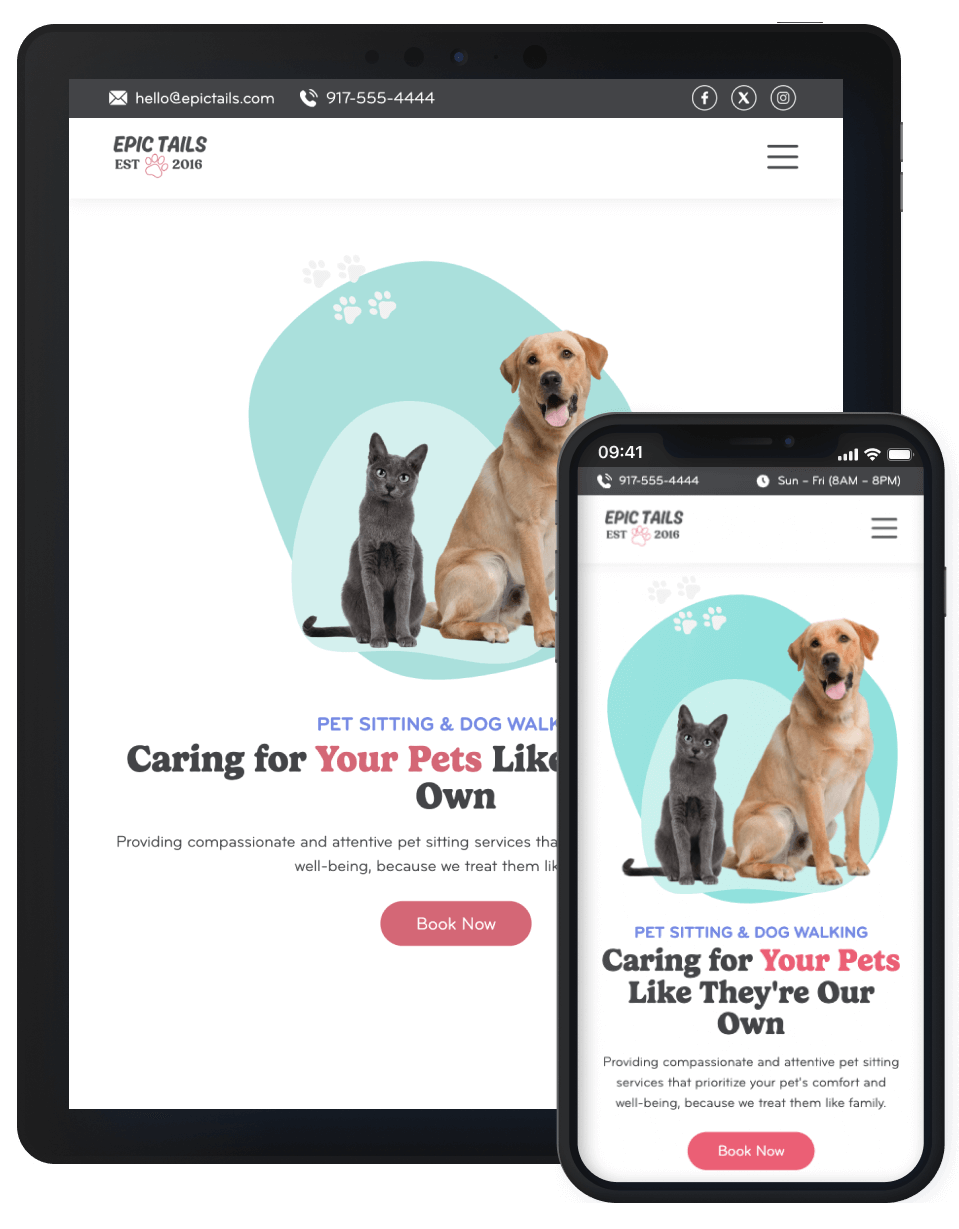 hello@epictails.com 917-555-4444
EPIC TAILS
EST 2016
PET SITTING & DOG
Caring for Your Pets
Own
Providing compassionate and attentive pet sitting services
well-being, because we treat them
Book Now
09:41
917-555-4444 Sun – Fri (8AM – 8PM)
EPIC TAILS
EST 2016
PET SITTING & DOG WALKING
Caring for Your Pets
Like They're Our
Own
Providing compassionate and attentive pet sitting
services that prioritize your pet's comfort and
well-being, because we treat them like family.
Book Now